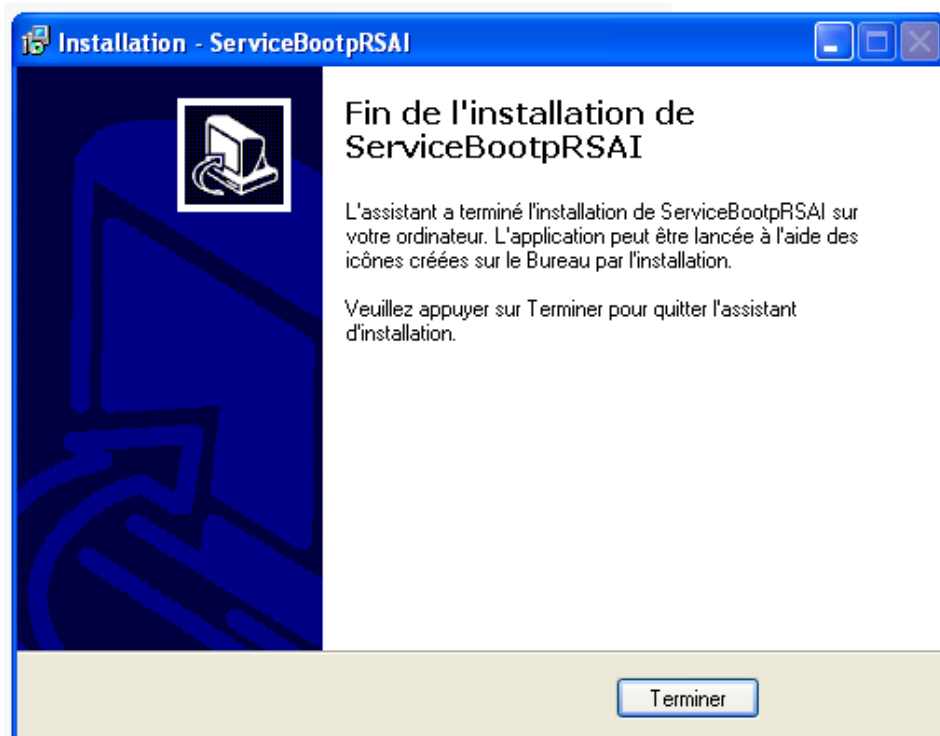 Installation - ServiceBootpRSAI
Fin de l'installation de
ServiceBootpRSAI
L'assistant a terminé l'installation de ServiceBootpRSAI sur
votre ordinateur. L'application peut être lancée à l'aide des
icônes créées sur le Bureau par l'installation.
Veuillez appuyer sur Terminer pour quitter l'assistant
d'installation.
Terminer